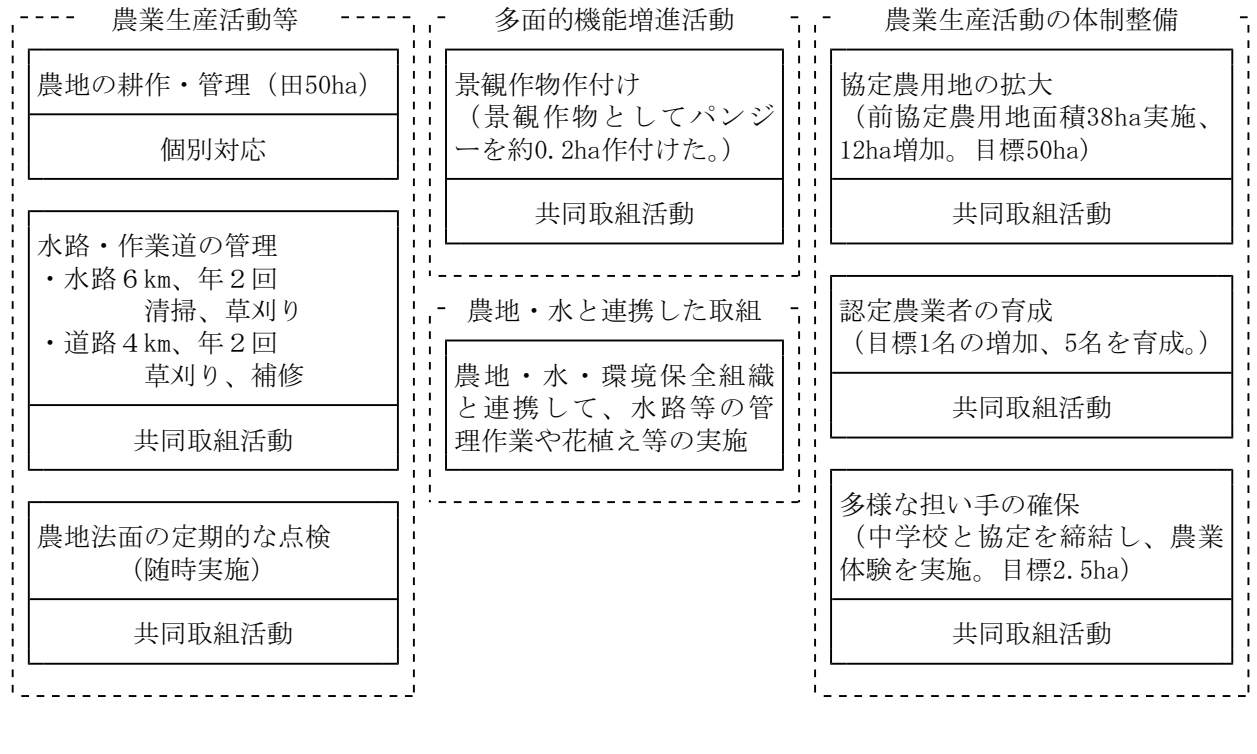 農業生産活動等
農地の耕作・管理（田50ha）
個別対応
水路・作業道の管理
・水路６㎞、年２回
清掃、草刈り
・道路４㎞、年２回
草刈り、補修
共同取組活動
農地法面の定期的な点検
（随時実施）
共同取組活動
多面的機能増進活動
景観作物作付け
（景観作物としてパンジ
ーを約0.2ha作付けた。）
共同取組活動
農地・水と連携した取組
農地・水・環境保全組織
と連携して、水路等の管
理作業や花植え等の実施
農業生産活動の体制整備
協定農用地の拡大
（前協定農用地面積38ha実施、
12ha増加。目標50ha）
共同取組活動
認定農業者の育成
（目標1名の増加、5名を育成。）
共同取組活動
多様な担い手の確保
（中学校と協定を締結し、農業
体験を実施。目標2.5ha）
共同取組活動